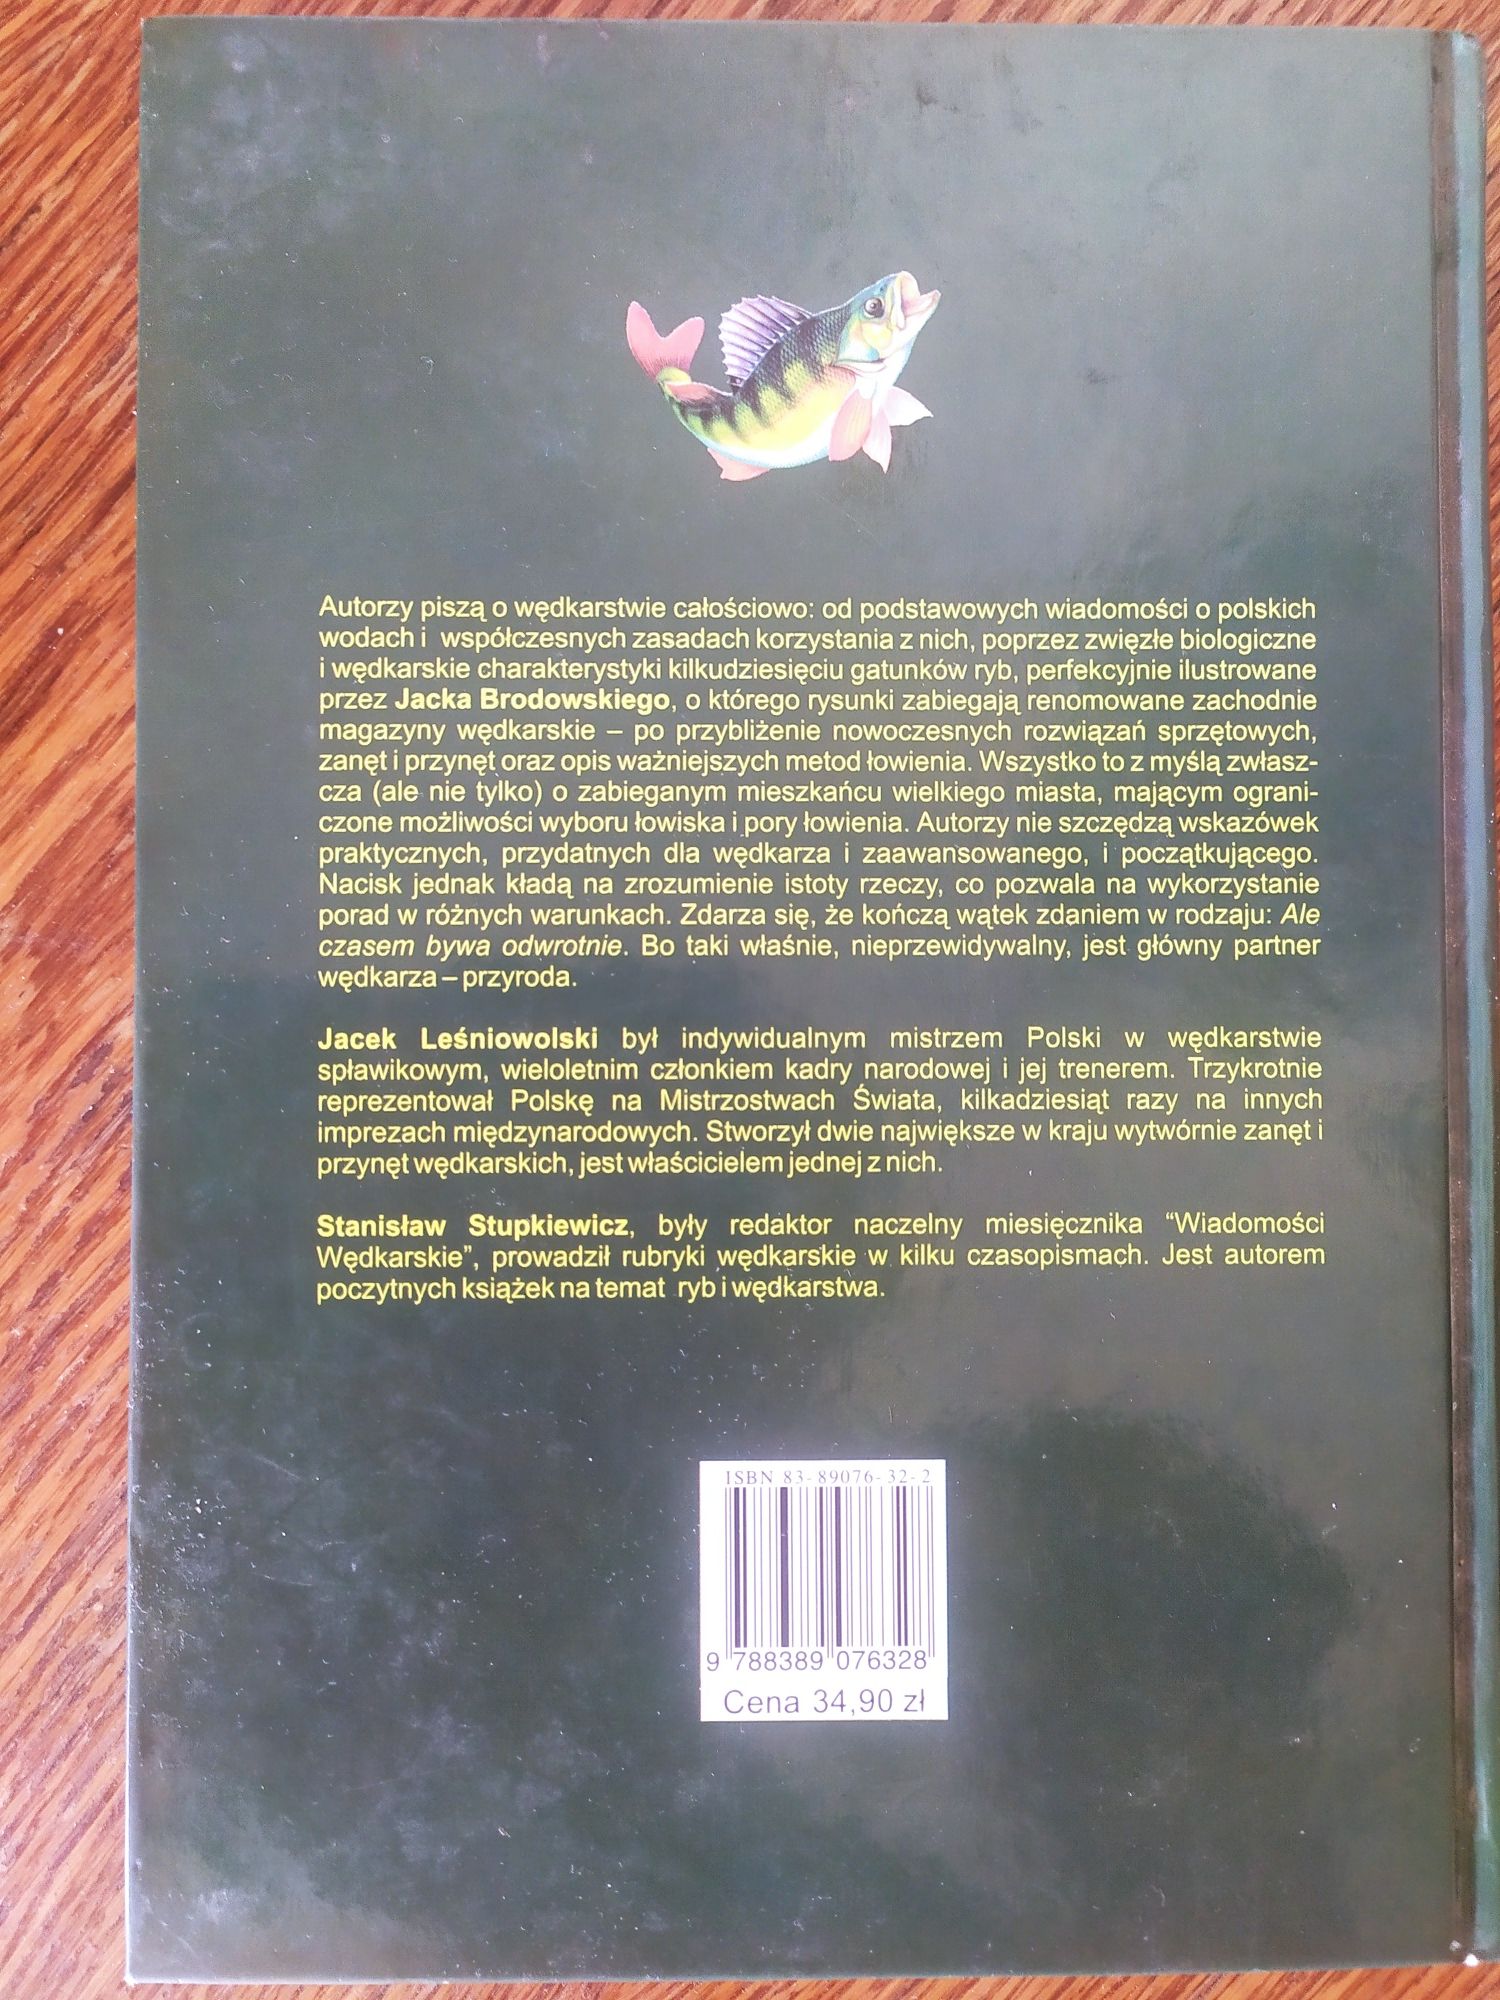 Autorzy piszą o wędkarstwie całościowo: od podstawowych wiadomości o polskich
wodach i współczesnych zasadach korzystania z nich, poprzez zwięzłe biologiczne
i wędkarskie charakterystyki kilkudziesięciu gatunków ryb, perfekcyjnie ilustrowane
przez Jacka Brodowskiego, o którego rysunki zabiegają renomowane zachodnie
magazyny wędkarskie – po przybliżenie nowoczesnych rozwiązań sprzętowych,
zanęt i przynęt oraz opis ważniejszych metod łowienia. Wszystko to z myślą zwłasz-
cza (ale nie tylko) o zabieganym mieszkańcu wielkiego miasta, mającym ograni-
czone możliwości wyboru łowiska i pory łowienia. Autorzy nie szczędzą wskazówek
praktycznych, przydatnych dla wędkarza i zaawansowanego, i początkującego.
Nacisk jednak kładą na zrozumienie istoty rzeczy, co pozwala na wykorzystanie
porad w różnych warunkach. Zdarza się, że kończą wątek zdaniem w rodzaju: Ale
czasem bywa odwrotnie. Bo taki właśnie, nieprzewidywalny, jest główny partner
wędkarza – przyroda.
Jacek Leśniowolski był indywidualnym mistrzem Polski w wędkarstwie
spławikowym, wieloletnim członkiem kadry narodowej i jej trenerem. Trzykrotnie
reprezentował Polskę na Mistrzostwach Świata, kilkadziesiąt razy na innych
imprezach międzynarodowych. Stworzył dwie największe w kraju wytwórnie zanęt i
przynęt wędkarskich, jest właścicielem jednej z nich.
Stanisław Stupkiewicz, były redaktor naczelny miesięcznika “Wiadomości
Wędkarskie”, prowadził rubryki wędkarskie w kilku czasopismach. Jest autorem
poczytnych książek na temat ryb i wędkarstwa.
ISBN 83-89076-32-2
9 788389 076328
Cena 34,90 zł